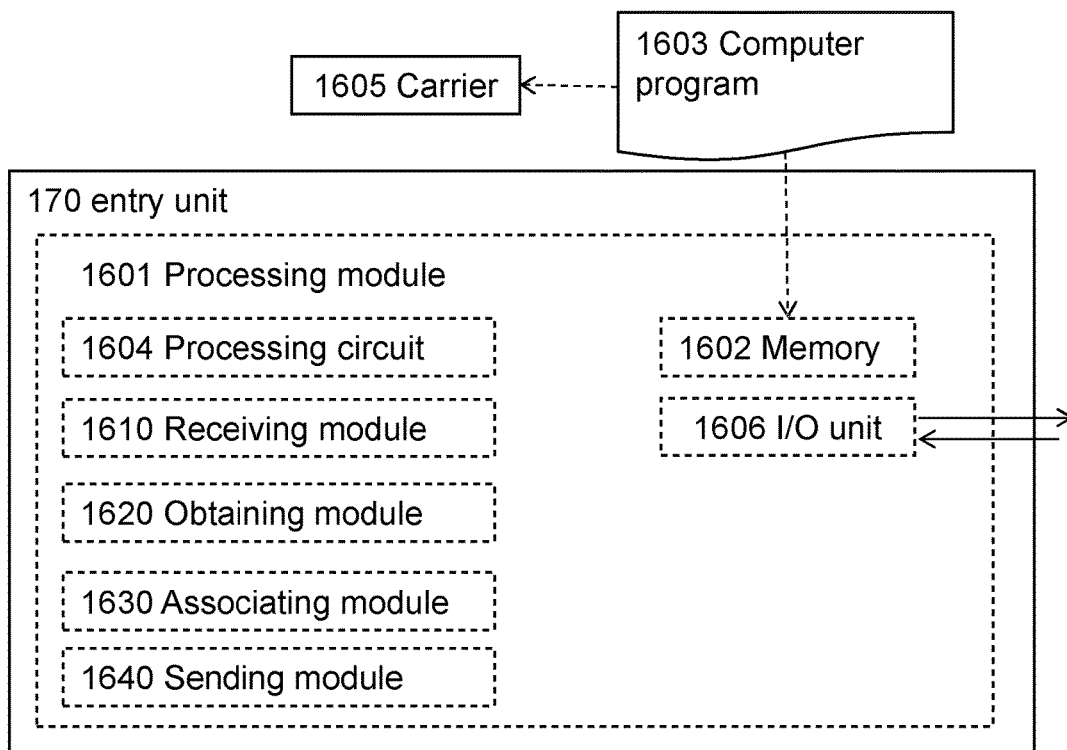 1603 Computer
program
1605 Carrier
170 entry unit
1601 Processing module
1604 Processing circuit
1602 Memory
1610 Receiving module
1606 I/O unit
1620 Obtaining module
1630 Associating module
1640 Sending module